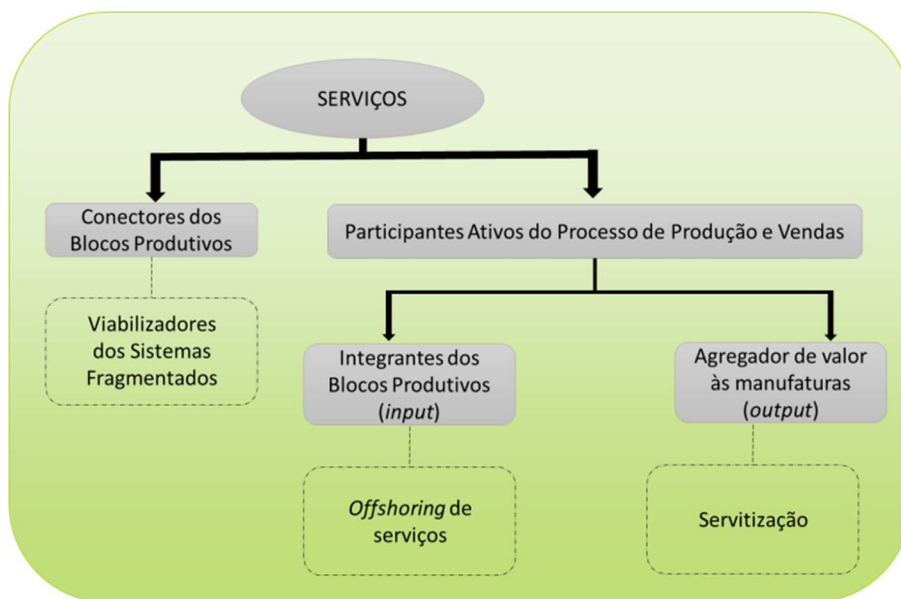 SERVIÇOS
Conectores dos
Blocos Produtivos
Participantes Ativos do Processo de Produção e Vendas
Viabilizadores
dos Sistemas
Fragmentados
Integrantes dos
Blocos Produtivos
(input)
Agregador de valor
às manufaturas
(output)
Offshoring de
serviços
Servitização